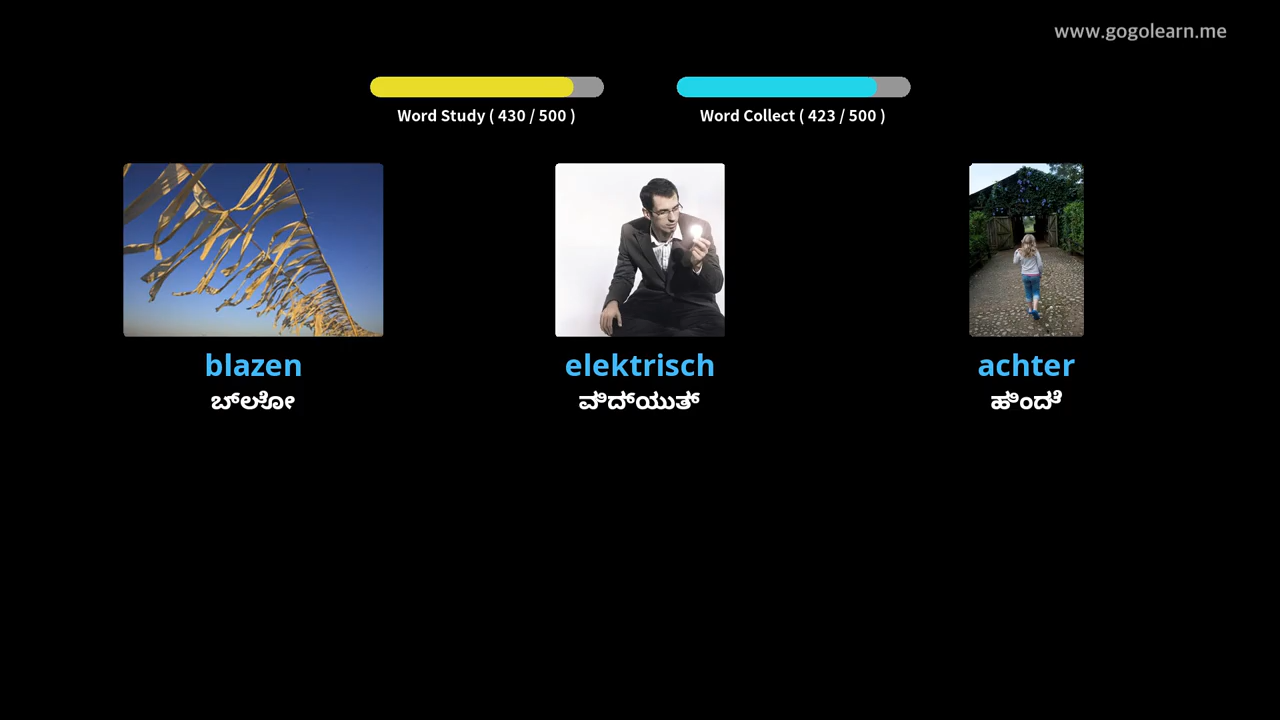 www.gogolearn.me
Word Study ( 430 / 500 )
Word Collect ( 423 / 500 )
blazen
elektrisch
achter
ಬ್ಲೋ
ವಿದ್ಯುತ್
ಹಿಂದೆ